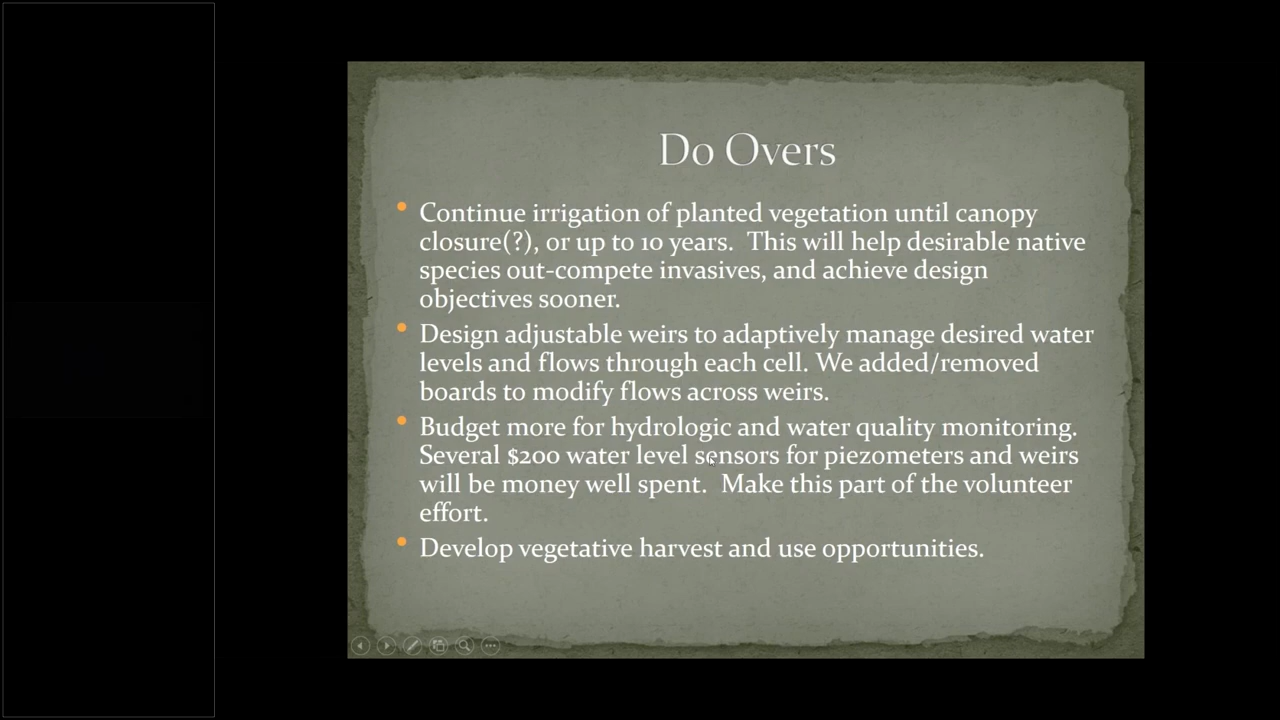 Do Overs
Continue irrigation of planted vegetation until canopy
closure(?), or up to 10 years.  This will help desirable native
species out-compete invasives, and achieve design
objectives sooner.
Design adjustable weirs to adaptively manage desired water
levels and flows through each cell. We added/removed
boards to modify flows across weirs.
Budget more for hydrologic and water quality monitoring.
Several $200 water level sensors for piezometers and weirs
will be money well spent.  Make this part of the volunteer
effort.
Develop vegetative harvest and use opportunities.